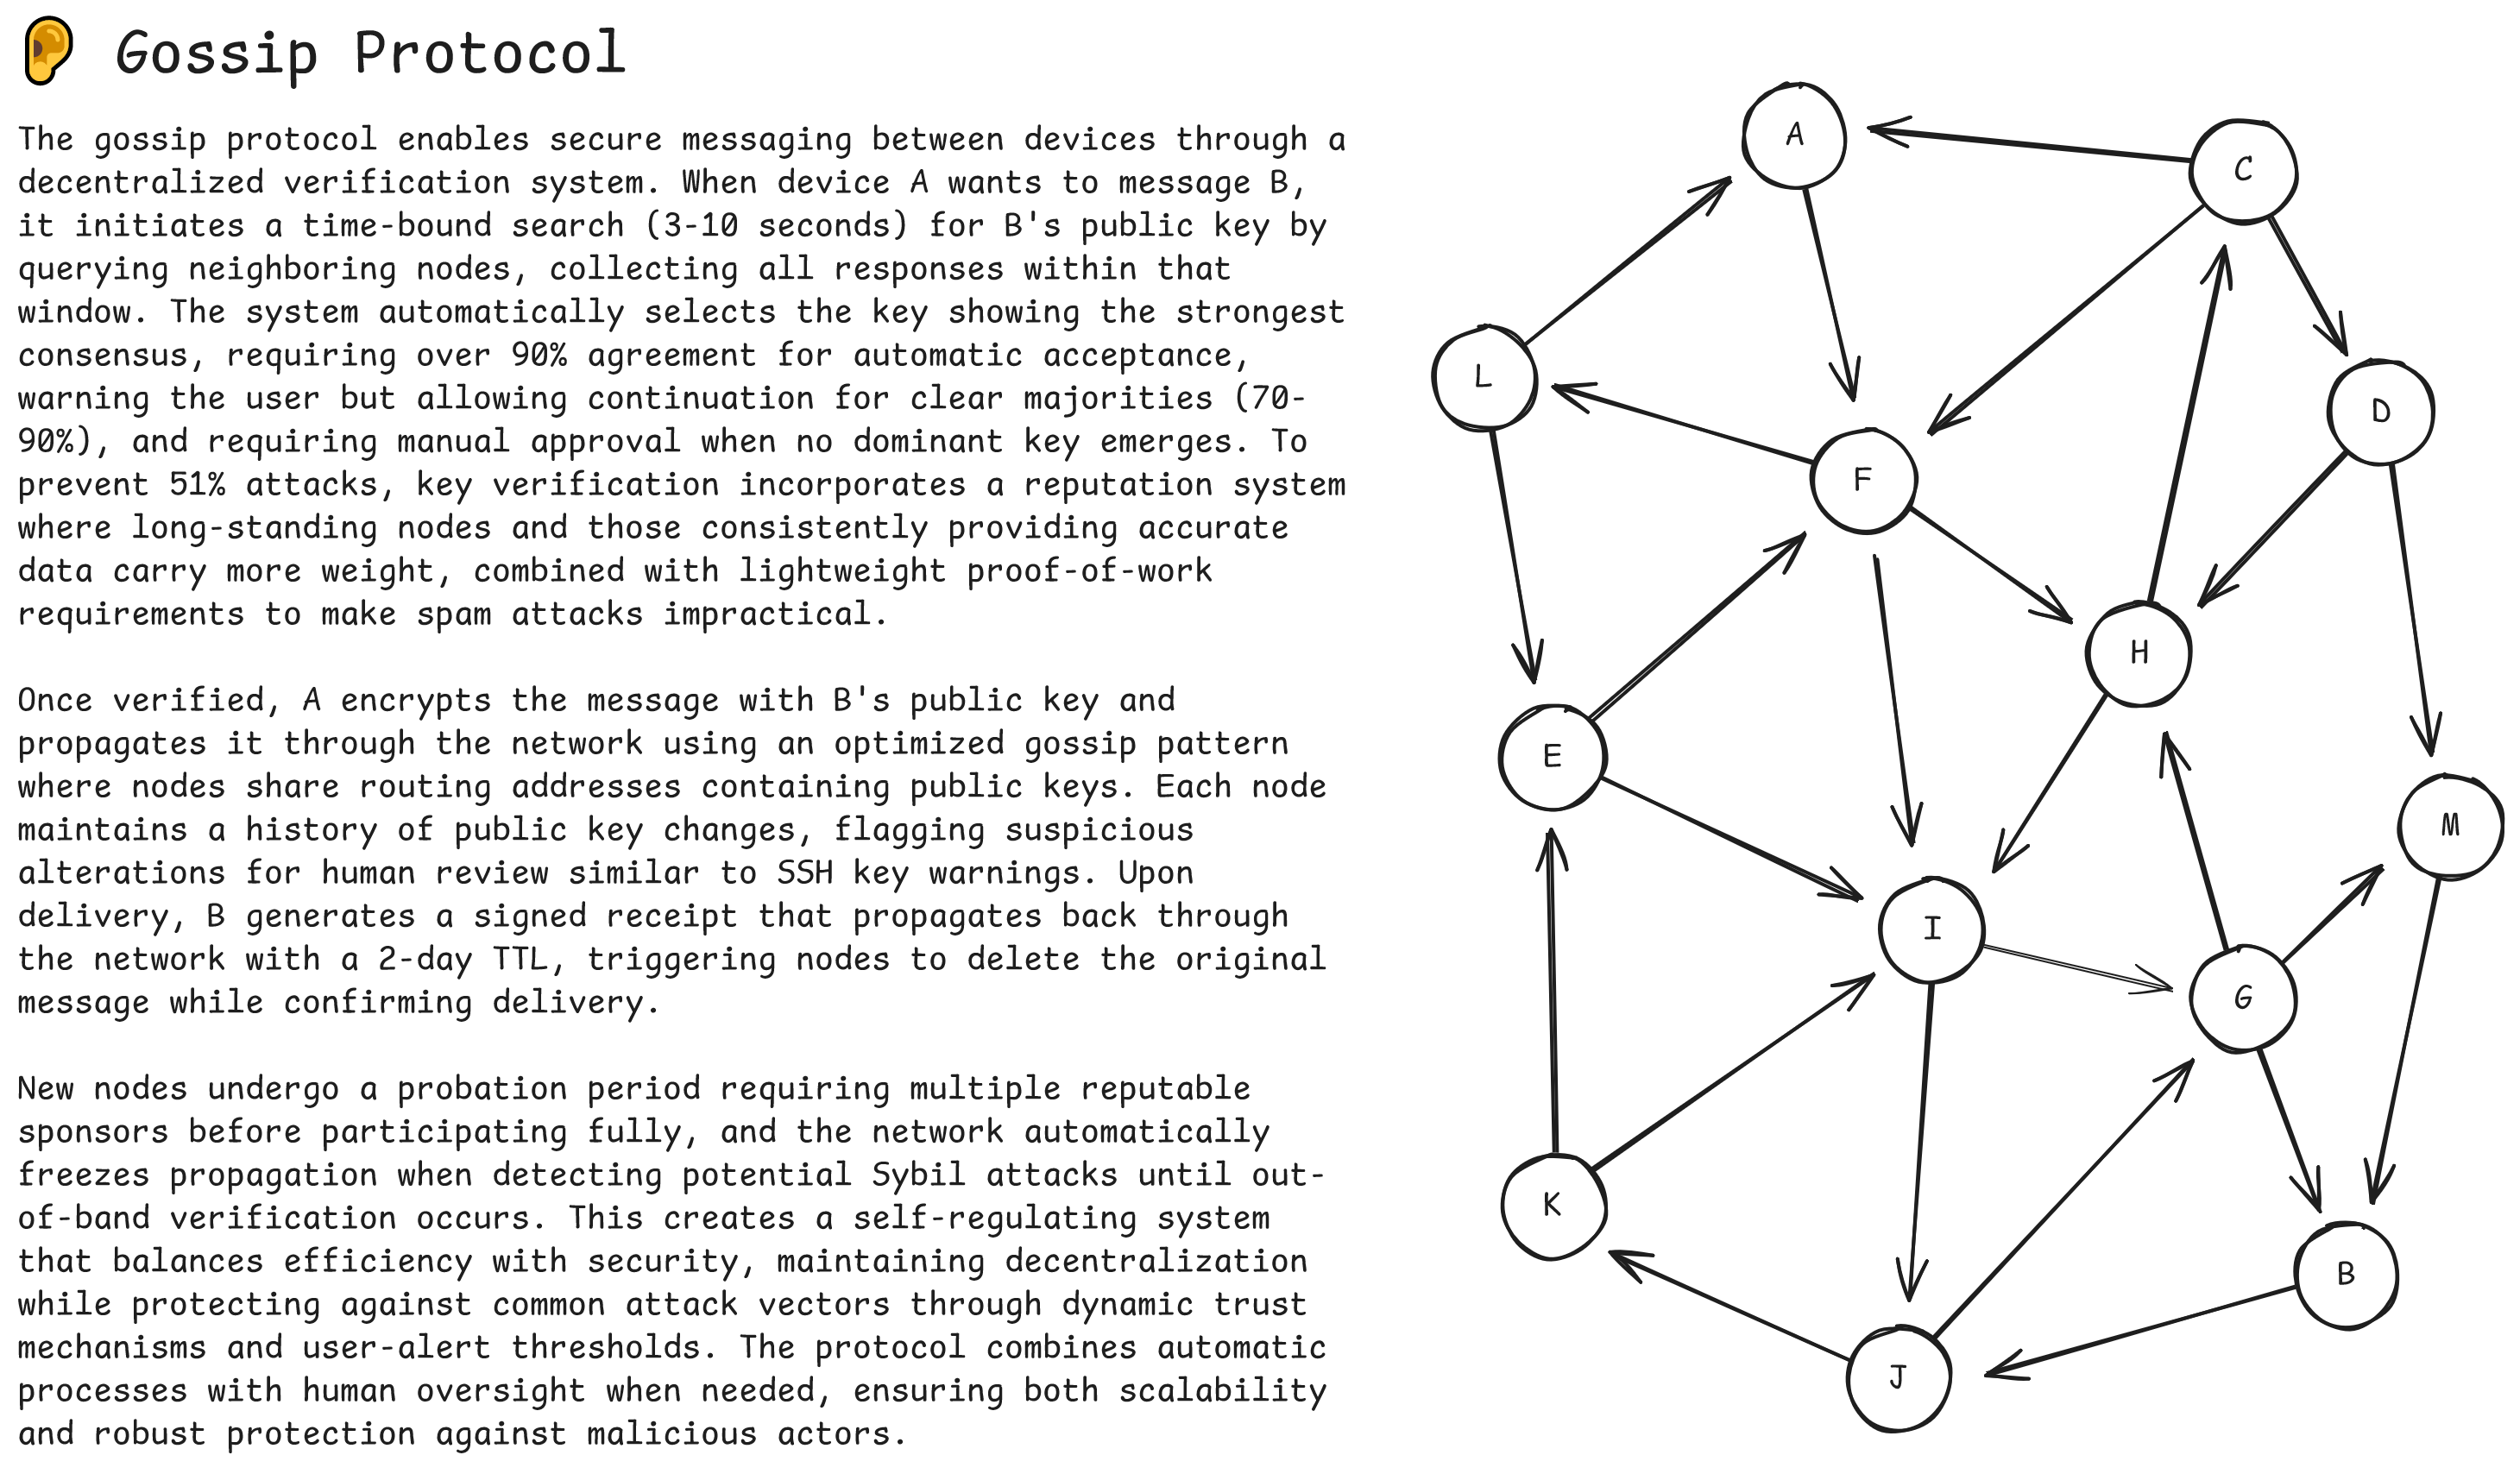 Gossip Protocol
The gossip protocol enables secure messaging between devices through a
decentralized verification system. When device A wants to message B,
it initiates a time-bound search (3-10 seconds) for B's public key by
querying neighboring nodes, collecting all responses within that
window. The system automatically selects the key showing the strongest
consensus, requiring over 90% agreement for automatic acceptance,
warning the user but allowing continuation for clear majorities (70-
90%), and requiring manual approval when no dominant key emerges. To
prevent 51% attacks, key verification incorporates a reputation system
where long-standing nodes and those consistently providing accurate
data carry more weight, combined with lightweight proof-of-work
requirements to make spam attacks impractical.
Once verified, A encrypts the message with B's public key and
propagates it through the network using an optimized gossip pattern
where nodes share routing addresses containing public keys. Each node
maintains a history of public key changes, flagging suspicious
alterations for human review similar to SSH key warnings. Upon
delivery, B generates a signed receipt that propagates back through
the network with a 2-day TTL, triggering nodes to delete the original
message while confirming delivery.
New nodes undergo a probation period requiring multiple reputable
sponsors before participating fully, and the network automatically
freezes propagation when detecting potential Sybil attacks until out-
of-band verification occurs. This creates a self-regulating system
that balances efficiency with security, maintaining decentralization
while protecting against common attack vectors through dynamic trust
mechanisms and user-alert thresholds. The protocol combines automatic
processes with human oversight when needed, ensuring both scalability
and robust protection against malicious actors.
A
C
L
D
F
H
E
M
I
G
K
B
J